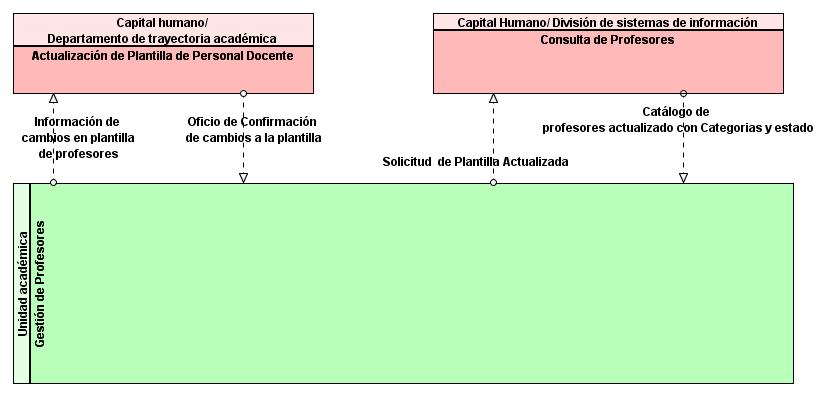 Capital humano/
Departamento de trayectoria académica
Actualización de Plantilla de Personal Docente
Capital Humano/ División de sistemas de información
Consulta de Profesores
Información de
cambios en plantilla
de profesores
Oficio de Confirmación
de cambios a la plantilla
Solicitud de Plantilla Actualizada
Catálogo de
profesores actualizado con Categorias y estado
Unidad académica
Gestión de Profesores